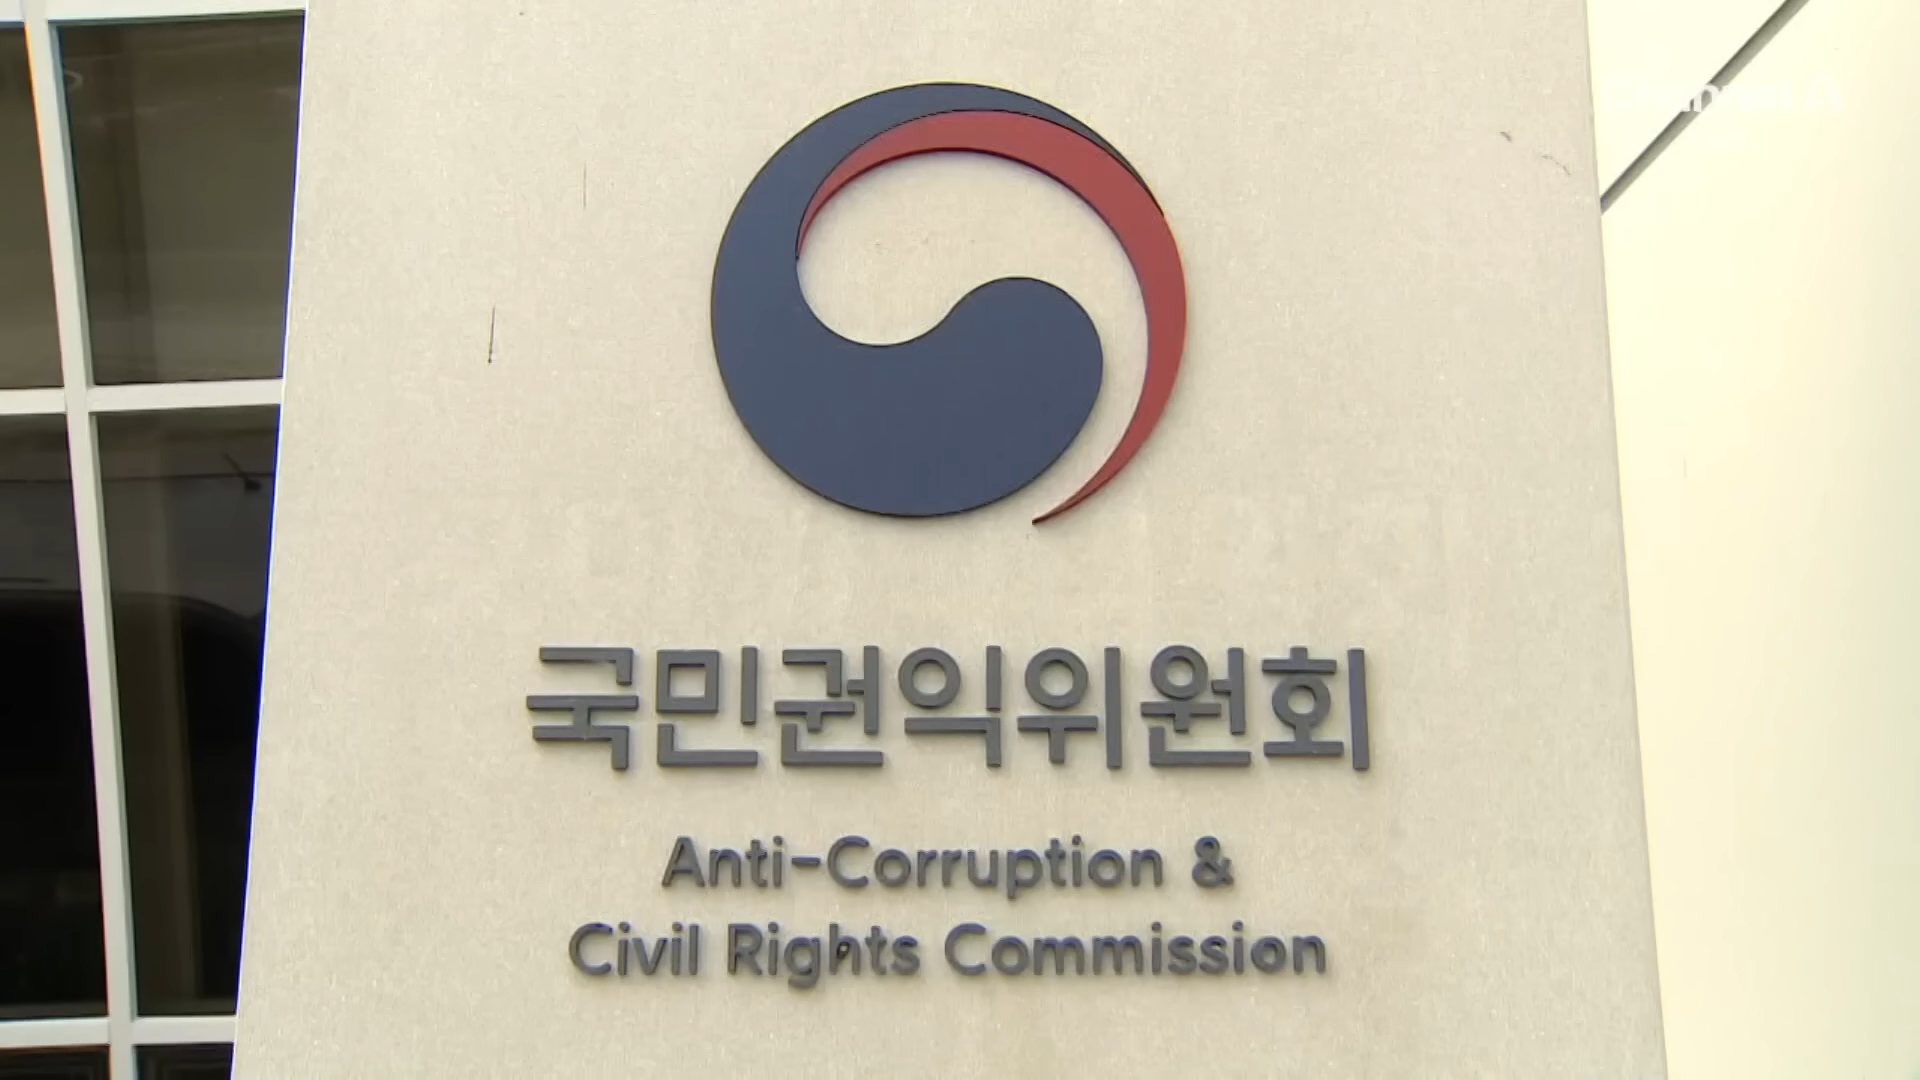 국민권익위원회
Anti-Corruption &
Civil Rights Commission